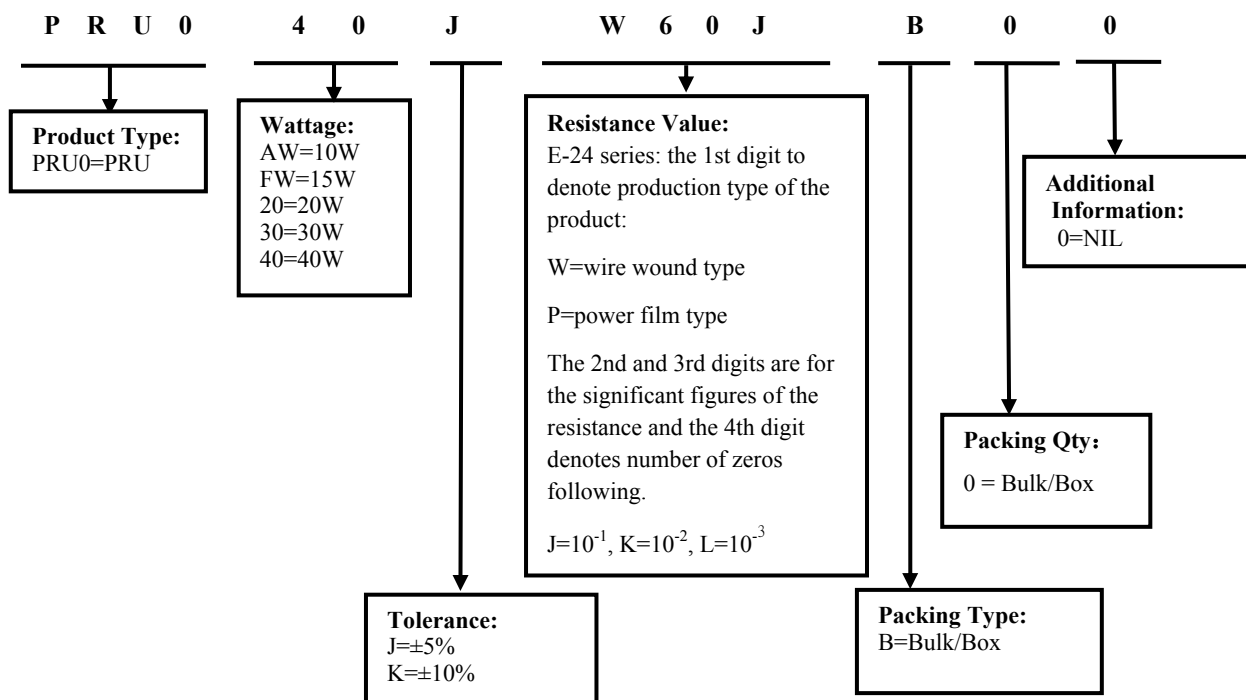 P R U 0 4 0 J W 6 0 J B 0 0
Product Type:
PRU0=PRU
Wattage:
AW=10W
FW=15W
20=20W
30=30W
40=40W
Resistance Value:
E-24 series: the 1st digit to
denote production type of the
product:
W=wire wound type
P=power film type
The 2nd and 3rd digits are for
the significant figures of the
resistance and the 4th digit
denotes number of zeros
following.
J=10⁻¹, K=10⁻², L=10⁻³
Additional
Information:
0=NIL
Packing Qty：
0 = Bulk/Box
Tolerance:
J=±5%
K=±10%
Packing Type:
B=Bulk/Box